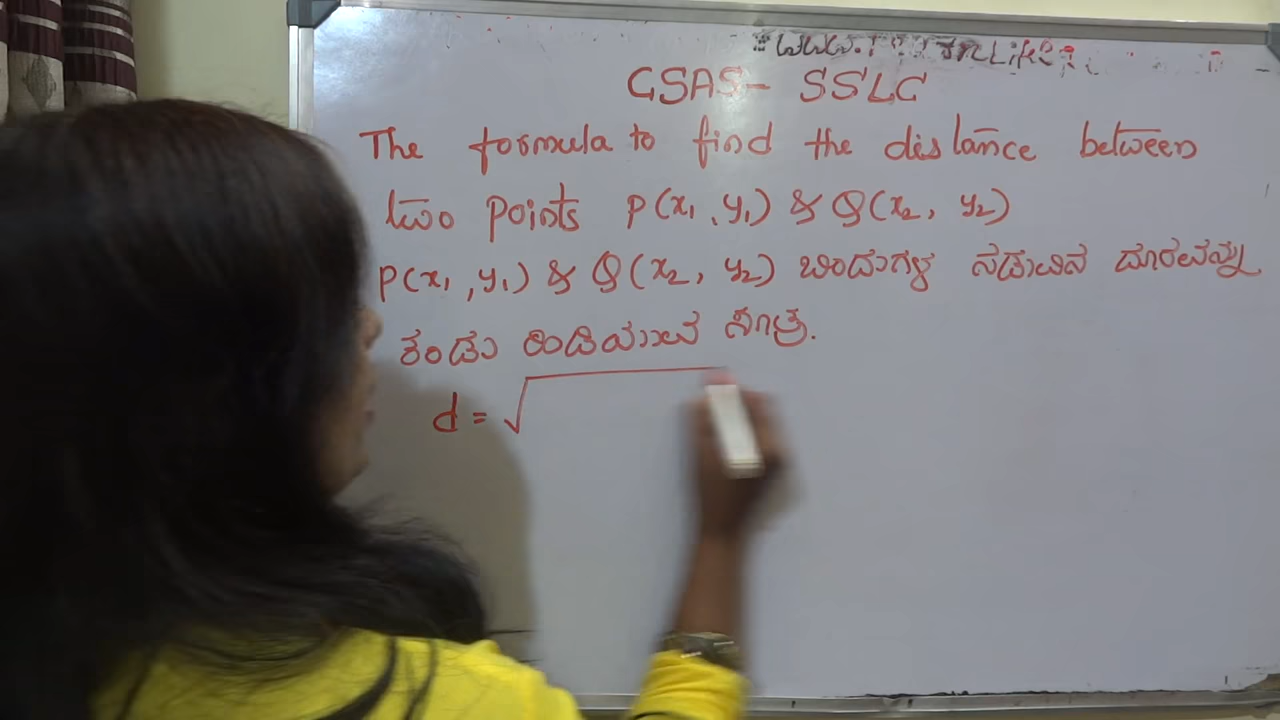 GSAS- SSLC
The formula to find the distance between
two points P(x₁, y₁) & Q(x₂, y₂)
P(x₁, y₁) & Q(x₂, y₂) ಬಿಂದುಗಳ ನಡುವಿನ ದೂರವನ್ನು
ಕಂಡು ಹಿಡಿಯುವ ಸೂತ್ರ.
d = √